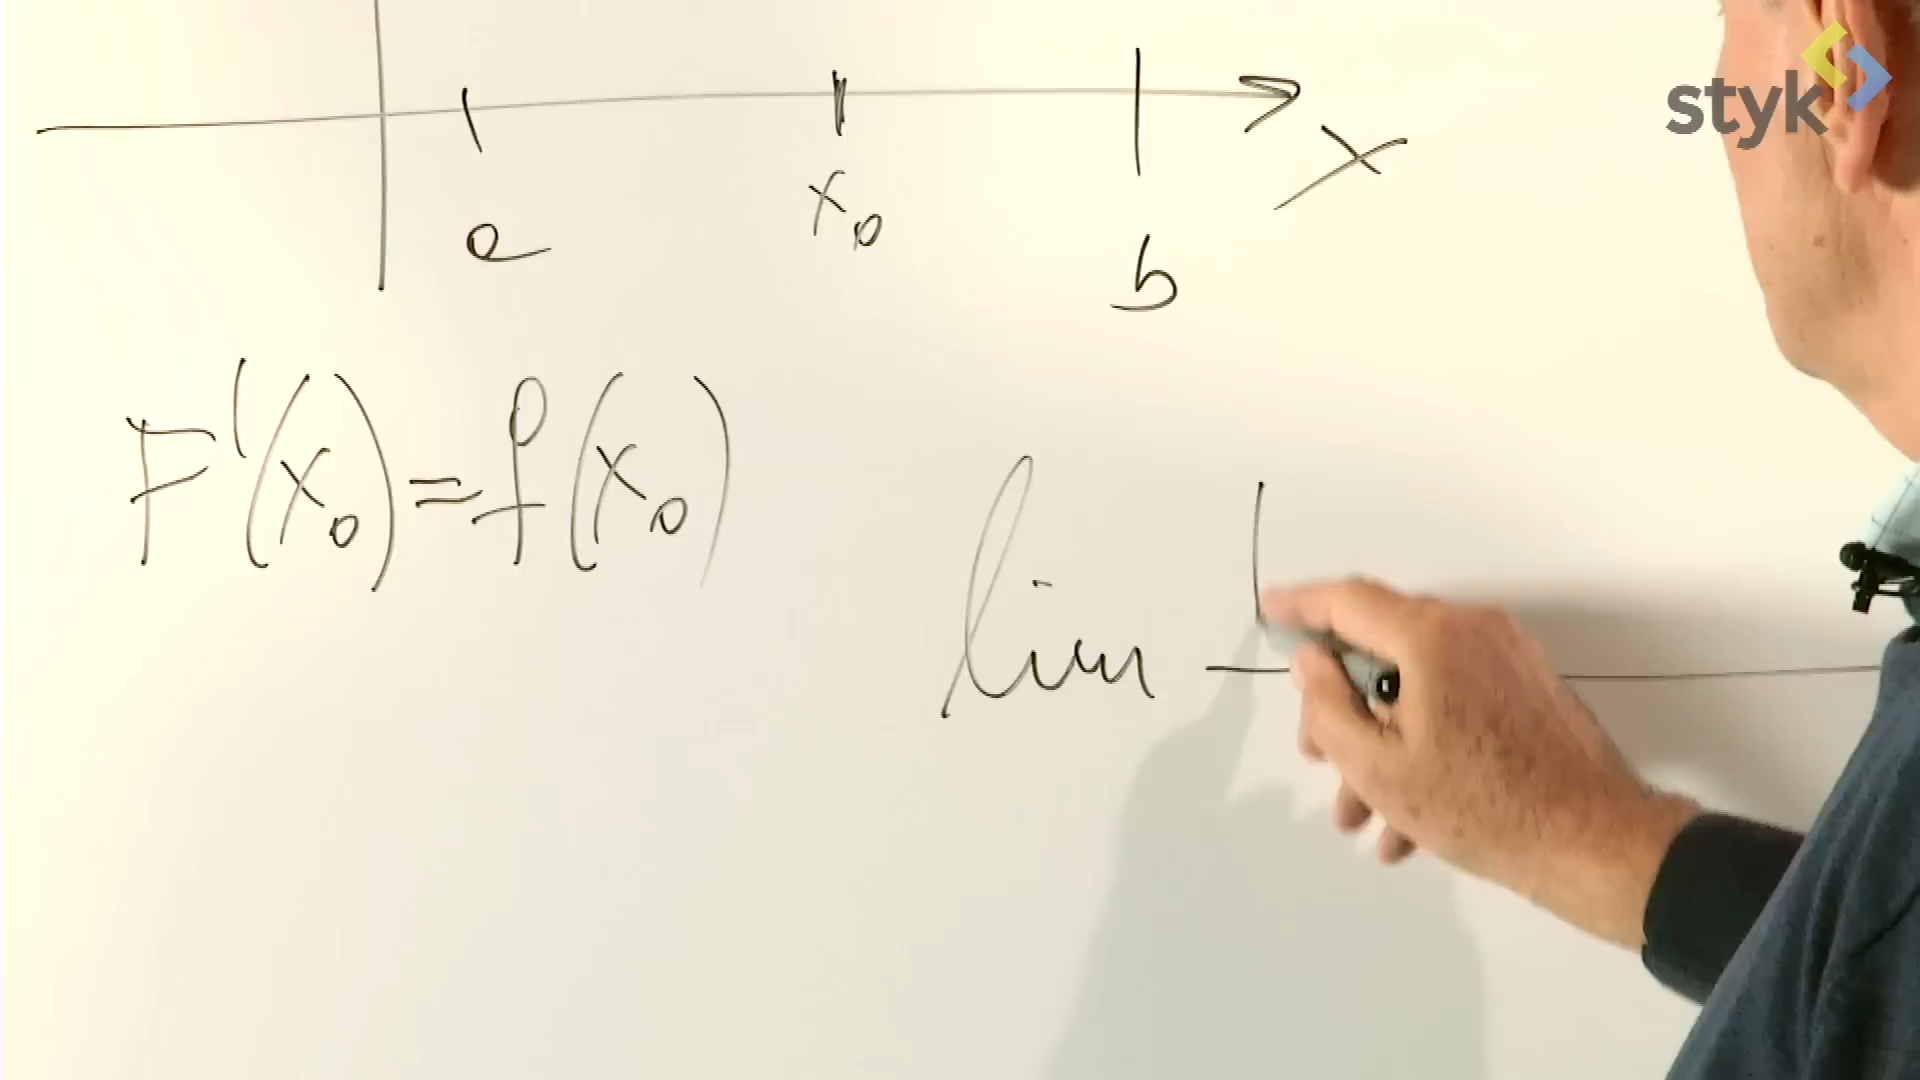 styk
x
a x₀ b
F'(x₀)=f(x₀)
lim